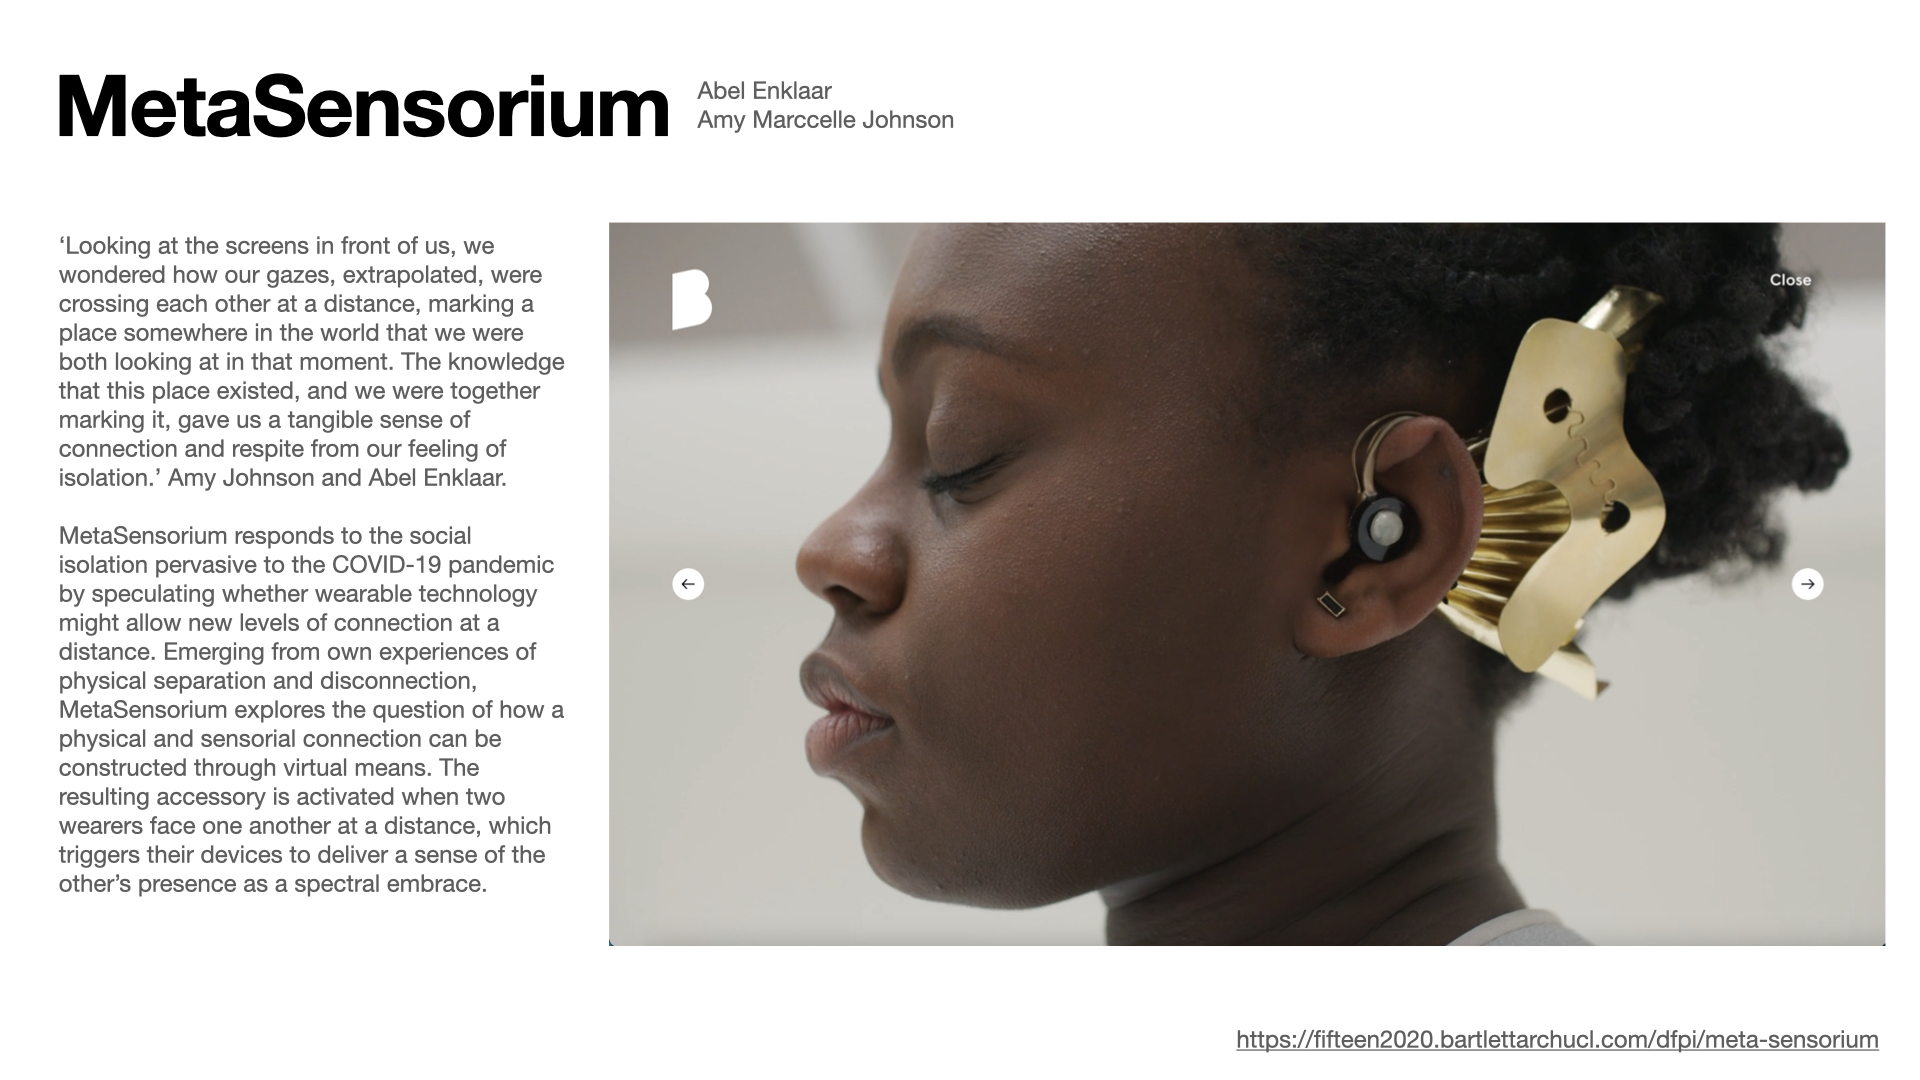 MetaSensorium
Abel Enklaar
Amy Marccelle Johnson
‘Looking at the screens in front of us, we
wondered how our gazes, extrapolated, were
crossing each other at a distance, marking a
place somewhere in the world that we were
both looking at in that moment. The knowledge
that this place existed, and we were together
marking it, gave us a tangible sense of
connection and respite from our feeling of
isolation.’ Amy Johnson and Abel Enklaar.
MetaSensorium responds to the social
isolation pervasive to the COVID-19 pandemic
by speculating whether wearable technology
might allow new levels of connection at a
distance. Emerging from own experiences of
physical separation and disconnection,
MetaSensorium explores the question of how a
physical and sensorial connection can be
constructed through virtual means. The
resulting accessory is activated when two
wearers face one another at a distance, which
triggers their devices to deliver a sense of the
other’s presence as a spectral embrace.
B
Close
https://fifteen2020.bartlettarchucl.com/dfpi/meta-sensorium